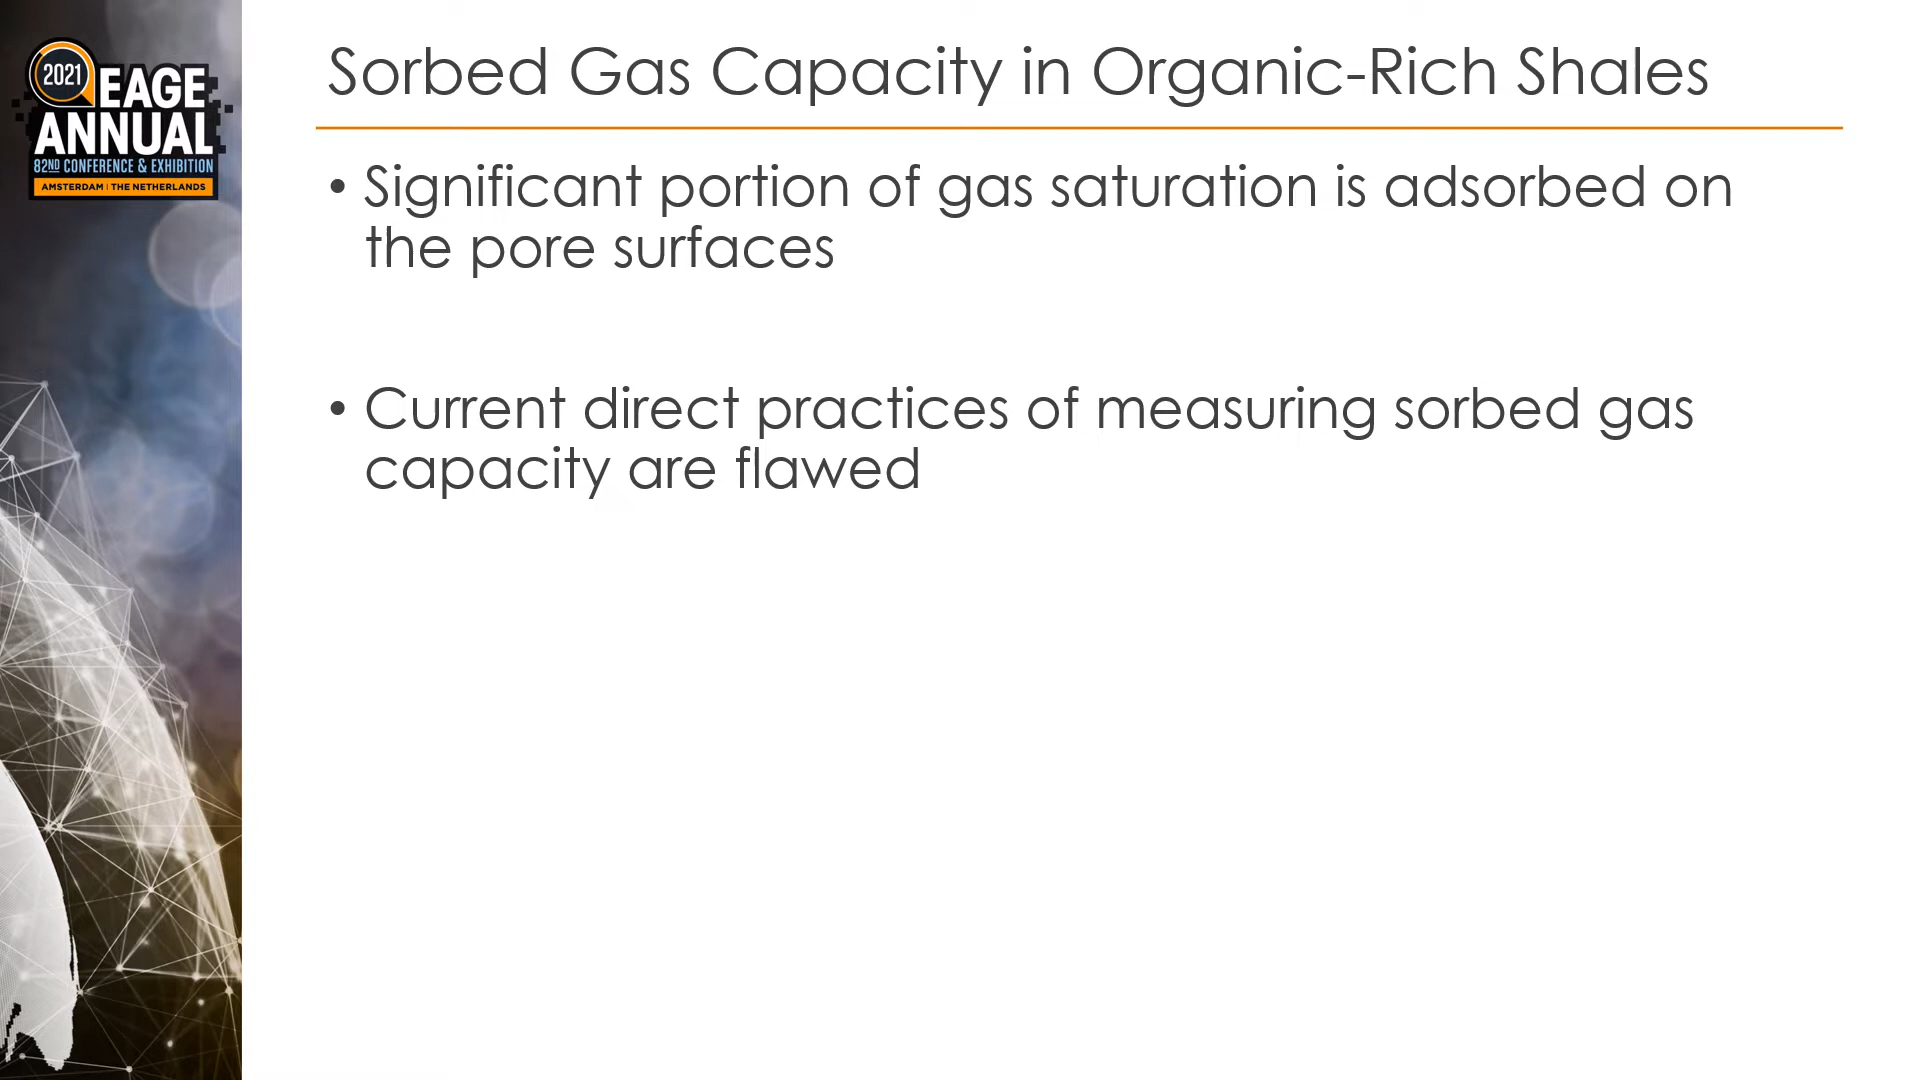 2021
EAGE
ANNUAL
82ND CONFERENCE & EXHIBITION
AMSTERDAM | THE NETHERLANDS
Sorbed Gas Capacity in Organic-Rich Shales
• Significant portion of gas saturation is adsorbed on
the pore surfaces
• Current direct practices of measuring sorbed gas
capacity are flawed